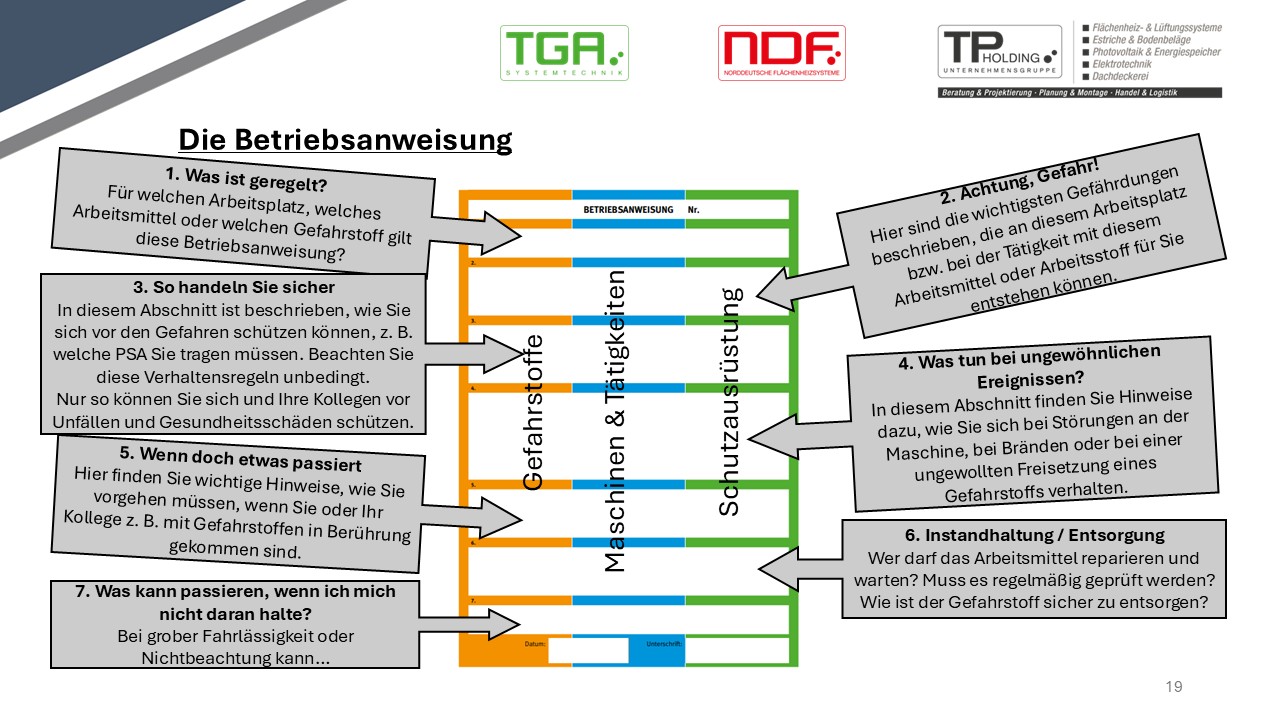 TGA
SYSTEMTECHNIK
NDF
NORDDEUTSCHE FLÄCHENHEIZSYSTEME
TP HOLDING
UNTERNEHMENSGRUPPE
■ Flächenheiz- & Lüftungssysteme
■ Estriche & Bodenbeläge
■ Photovoltaik & Energiespeicher
■ Elektrotechnik
■ Dachdeckerei
Beratung & Projektierung · Planung & Montage · Handel & Logistik
Die Betriebsanweisung
1. Was ist geregelt?
Für welchen Arbeitsplatz, welches
Arbeitsmittel oder welchen Gefahrstoff gilt
diese Betriebsanweisung?
2. Achtung, Gefahr!
Hier sind die wichtigsten Gefährdungen
beschrieben, die an diesem Arbeitsplatz
bzw. bei der Tätigkeit mit diesem
Arbeitsmittel oder Arbeitsstoff für Sie
entstehen können.
3. So handeln Sie sicher
In diesem Abschnitt ist beschrieben, wie Sie
sich vor den Gefahren schützen können, z. B.
welche PSA Sie tragen müssen. Beachten Sie
diese Verhaltensregeln unbedingt.
Nur so können Sie sich und Ihre Kollegen vor
Unfällen und Gesundheitsschäden schützen.
4. Was tun bei ungewöhnlichen
Ereignissen?
In diesem Abschnitt finden Sie Hinweise
dazu, wie Sie sich bei Störungen an der
Maschine, bei Bränden oder bei einer
ungewollten Freisetzung eines
Gefahrstoffs verhalten.
5. Wenn doch etwas passiert
Hier finden Sie wichtige Hinweise, wie Sie
vorgehen müssen, wenn Sie oder Ihr
Kollege z. B. mit Gefahrstoffen in Berührung
gekommen sind.
6. Instandhaltung / Entsorgung
Wer darf das Arbeitsmittel reparieren und
warten? Muss es regelmäßig geprüft werden?
Wie ist der Gefahrstoff sicher zu entsorgen?
7. Was kann passieren, wenn ich mich
nicht daran halte?
Bei grober Fahrlässigkeit oder
Nichtbeachtung kann…
BETRIEBSANWEISUNG Nr.
2.
3.
4.
5.
6.
7.
Gefahrstoffe
Maschinen & Tätigkeiten
Schutzausrüstung
Datum:
Unterschrift:
19